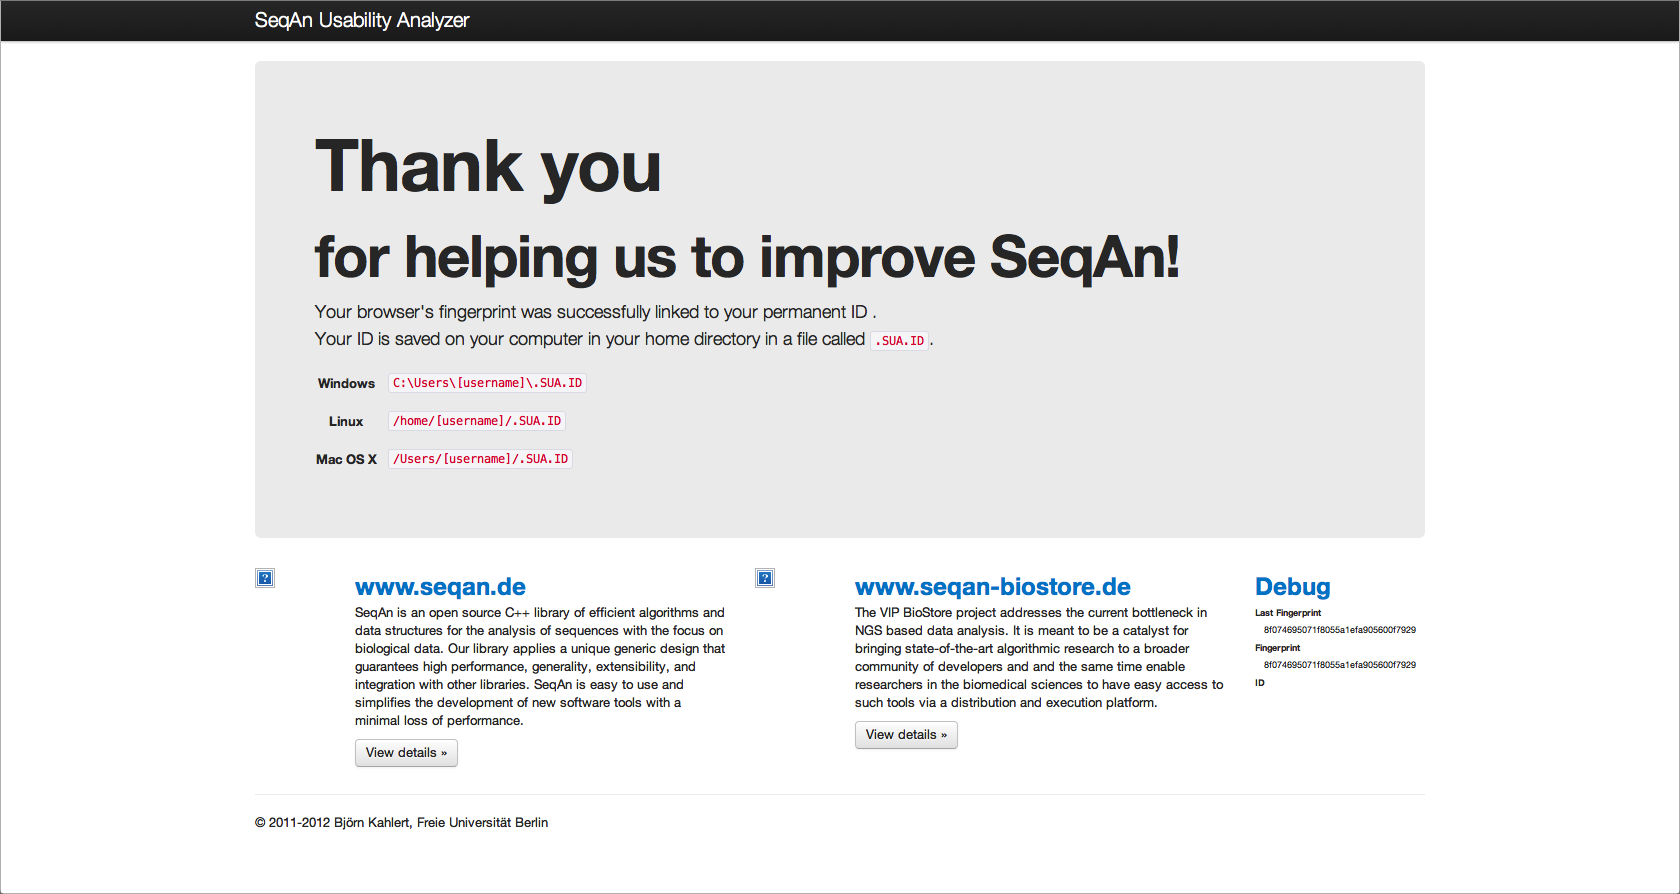 SeqAn Usability Analyzer
Thank you
for helping us to improve SeqAn!
Your browser's fingerprint was successfully linked to your permanent ID .
Your ID is saved on your computer in your home directory in a file called .SUA.ID.
Windows C:\Users\[username]\.SUA.ID
Linux /home/[username]/.SUA.ID
Mac OS X /Users/[username]/.SUA.ID
www.seqan.de
SeqAn is an open source C++ library of efficient algorithms and
data structures for the analysis of sequences with the focus on
biological data. Our library applies a unique generic design that
guarantees high performance, generality, extensibility, and
integration with other libraries. SeqAn is easy to use and
simplifies the development of new software tools with a
minimal loss of performance.
View details »
www.seqan-biostore.de
The VIP BioStore project addresses the current bottleneck in
NGS based data analysis. It is meant to be a catalyst for
bringing state-of-the-art algorithmic research to a broader
community of developers and and the same time enable
researchers in the biomedical sciences to have easy access to
such tools via a distribution and execution platform.
View details »
Debug
Last Fingerprint
8f074695071f8055a1efa905600f7929
Fingerprint
8f074695071f8055a1efa905600f7929
ID
© 2011-2012 Björn Kahlert, Freie Universität Berlin